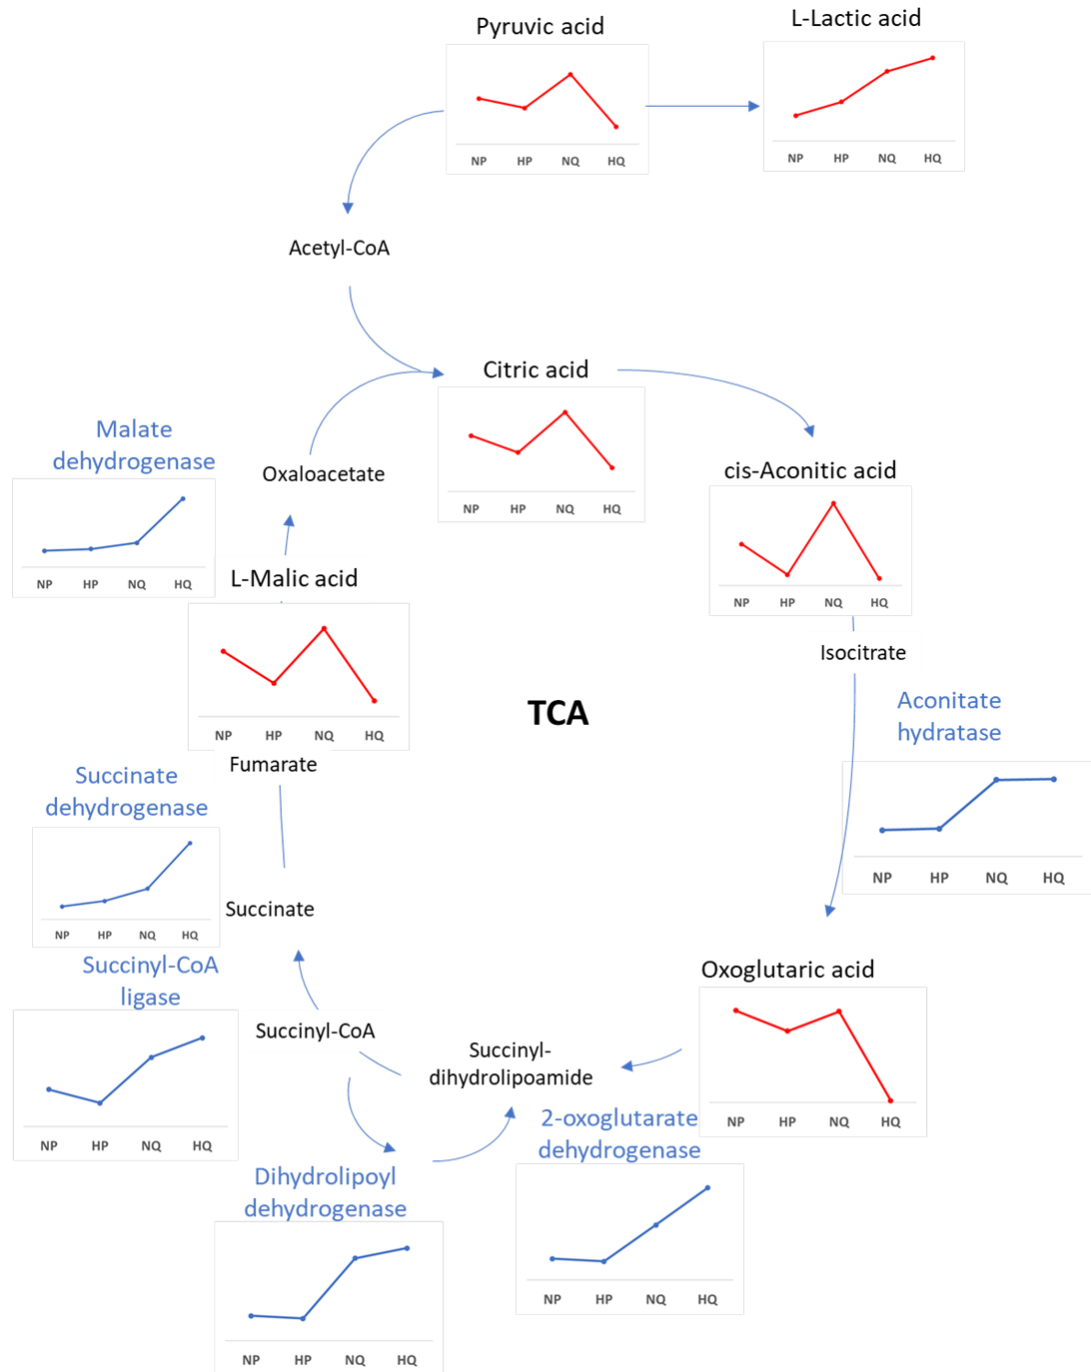 Pyruvic acid
NP HP NQ HQ
L-Lactic acid
NP HP NQ HQ
Acetyl-CoA
Citric acid
NP HP NQ HQ
Malate
dehydrogenase
NP HP NQ HQ
Oxaloacetate
cis-Aconitic acid
NP HP NQ HQ
L-Malic acid
NP HP NQ HQ
Fumarate
Isocitrate
TCA
Aconitate
hydratase
NP HP NQ HQ
Succinate
dehydrogenase
NP HP NQ HQ
Succinate
Succinyl-CoA
ligase
NP HP NQ HQ
Oxoglutaric acid
NP HP NQ HQ
Succinyl-CoA
Succinyl-
dihydrolipoamide
2-oxoglutarate
dehydrogenase
NP HP NQ HQ
Dihydrolipoyl
dehydrogenase
NP HP NQ HQ